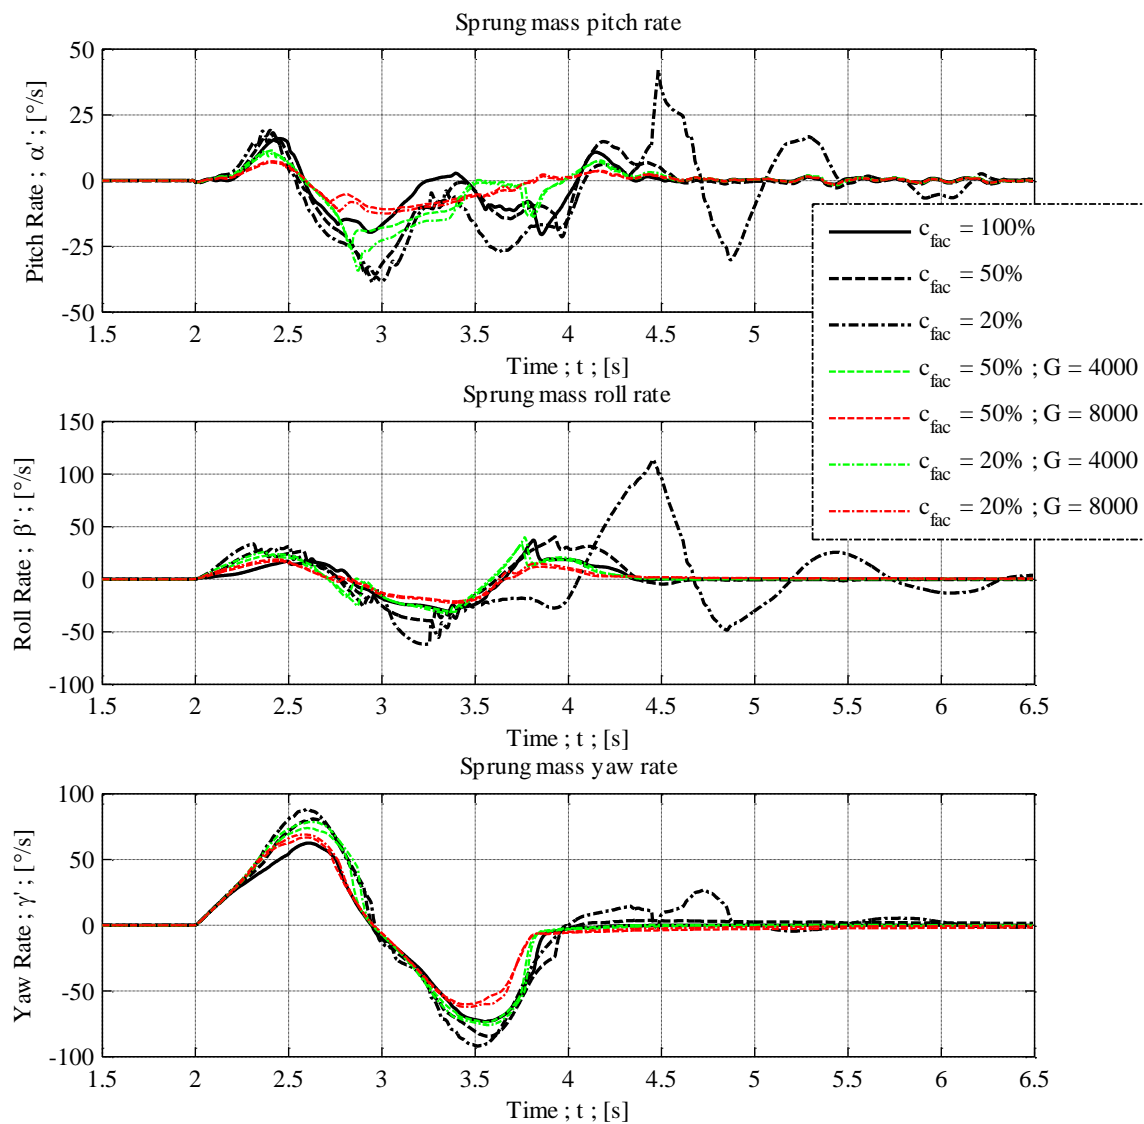 Sprung mass pitch rate
Pitch Rate ; α' ; [°/s]
50
25
0
-25
-50
1.5 2 2.5 3 3.5 4 4.5 5 5.5 6 6.5
Time ; t ; [s]
c_fac = 100%
c_fac = 50%
c_fac = 20%
c_fac = 50% ; G = 4000
c_fac = 50% ; G = 8000
c_fac = 20% ; G = 4000
c_fac = 20% ; G = 8000
Sprung mass roll rate
Roll Rate ; β' ; [°/s]
150
100
50
0
-50
-100
1.5 2 2.5 3 3.5 4 4.5 5 5.5 6 6.5
Time ; t ; [s]
Sprung mass yaw rate
Yaw Rate ; γ' ; [°/s]
100
50
0
-50
-100
1.5 2 2.5 3 3.5 4 4.5 5 5.5 6 6.5
Time ; t ; [s]